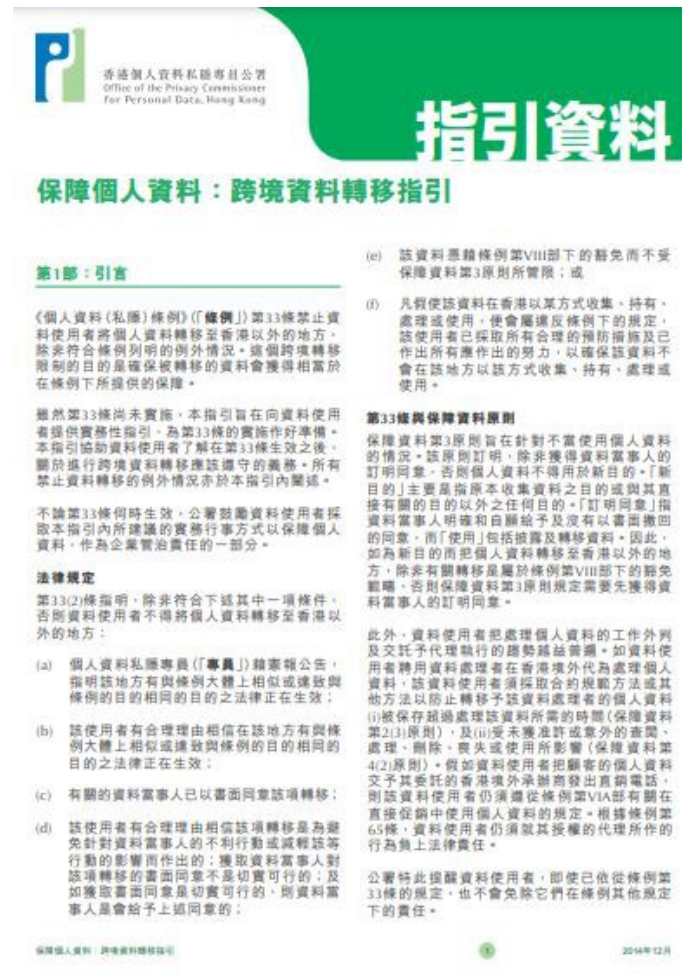 香港個人資料私隱專員公署
Office of the Privacy Commissioner
for Personal Data, Hong Kong
指引資料
保障個人資料：跨境資料轉移指引
第1部：引言
《個人資料(私隱)條例》(「條例」)第33條禁止資
料使用者將個人資料轉移至香港以外的地方，
除非符合條例列明的例外情況。這個跨境轉移
限制的目的是確保被轉移的資料會獲得相當於
在條例下所提供的保障。
雖然第33條尚未實施，本指引旨在向資料使用
者提供實務性指引，為第33條的實施作好準備。
本指引協助資料使用者了解在第33條生效之後，
關於進行跨境資料轉移應該遵守的義務。所有
禁止資料轉移的例外情況亦於本指引內闡述。
不論第33條何時生效，公署鼓勵資料使用者採
取本指引內所建議的實務行事方式以保障個人
資料，作為企業管治責任的一部分。
法律規定
第33(2)條指明，除非符合下述其中一項條件，
否則資料使用者不得將個人資料轉移至香港以
外的地方：
(a) 個人資料私隱專員(「專員」)藉憲報公告，
指明該地方有與條例大體上相似或達致與
條例的目的相同的目的之法律正在生效；
(b) 該使用者有合理理由相信在該地方有與條
例大體上相似或達致與條例的目的相同的
目的之法律正在生效；
(c) 有關的資料當事人已以書面同意該項轉移；
(d) 該使用者有合理理由相信該項轉移是為避
免針對資料當事人的不利行動或減輕該等
行動的影響而作出的；獲取資料當事人對
該項轉移的書面同意不是切實可行的；及
如獲取書面同意是切實可行的，則資料當
事人是會給予上述同意的；
(e) 該資料憑藉條例第VIII部下的豁免而不受
保障資料第3原則所管限；或
(f) 凡假使該資料在香港以某方式收集、持有、
處理或使用，便會屬違反條例下的規定，
該使用者已採取所有合理的預防措施及已
作出所有應作出的努力，以確保該資料不
會在該地方以該方式收集、持有、處理或
使用。
第33條與保障資料原則
保障資料第3原則旨在針對不當使用個人資料
的情況。該原則訂明，除非獲得資料當事人的
訂明同意，否則個人資料不得用於新目的。「新
目的」主要是指原本收集資料之目的或與其直
接有關的目的以外之任何目的。「訂明同意」指
資料當事人明確和自願給予及沒有以書面撤回
的同意，而「使用」包括披露及轉移資料。因此，
如為新目的而把個人資料轉移至香港以外的地
方，除非有關轉移是屬於條例第VIII部下的豁免
範疇，否則保障資料第3原則規定需要先獲得資
料當事人的訂明同意。
此外，資料使用者把處理個人資料的工作外判
及交託予代理執行的趨勢越益普遍。如資料使
用者聘用資料處理者在香港境外代為處理個人
資料，該資料使用者須採取合約規範方法或其
他方法以防止轉移予該資料處理者的個人資料
(i)被保存超過處理該資料所需的時間(保障資料
第2(3)原則)，及(ii)受未獲准許或意外的查閱、
處理、刪除、喪失或使用所影響(保障資料第
4(2)原則)。假如資料使用者把顧客的個人資料
交予其委託的香港境外承辦商發出直銷電話，
則該資料使用者仍須遵從條例第VIA部有關在
直接促銷中使用個人資料的規定。根據條例第
65條，資料使用者仍須就其授權的代理所作的
行為負上法律責任。
公署特此提醒資料使用者，即使已依從條例第
33條的規定，也不會免除它們在條例其他規定
下的責任。
保障個人資料：跨境資料轉移指引
1
2014年12月